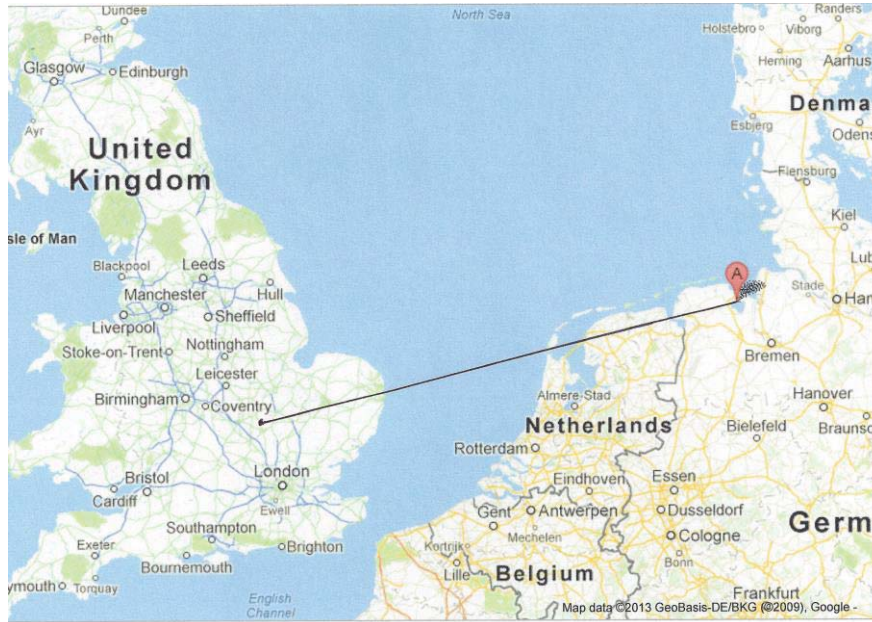 North Sea
Dundee
Perth
Glasgow
Edinburgh
Ayr
United
Kingdom
sle of Man
Blackpool
Leeds
Hull
Manchester
Liverpool
Sheffield
Stoke-on-Trent
Nottingham
Leicester
Birmingham
Coventry
London
Ewell
Bristol
Cardiff
Southampton
Brighton
Exeter
Bournemouth
ymouth
Torquay
English
Channel
Holstebro
Randers
Viborg
Herning
Aarhus
Denma
Esbjerg
Odens
Flensburg
Kiel
Lub
A
Stade
Ham
Bremen
Almere-Stad
Hanover
Netherlands
Bielefeld
Braunsc
Rotterdam
Eindhoven
Essen
Gent
Antwerpen
Dusseldorf
Mechelen
Cologne
Germ
Kortrijk
Bonn
Lille
Belgium
Frankfurt
Map data ©2013 GeoBasis-DE/BKG (©2009), Google -